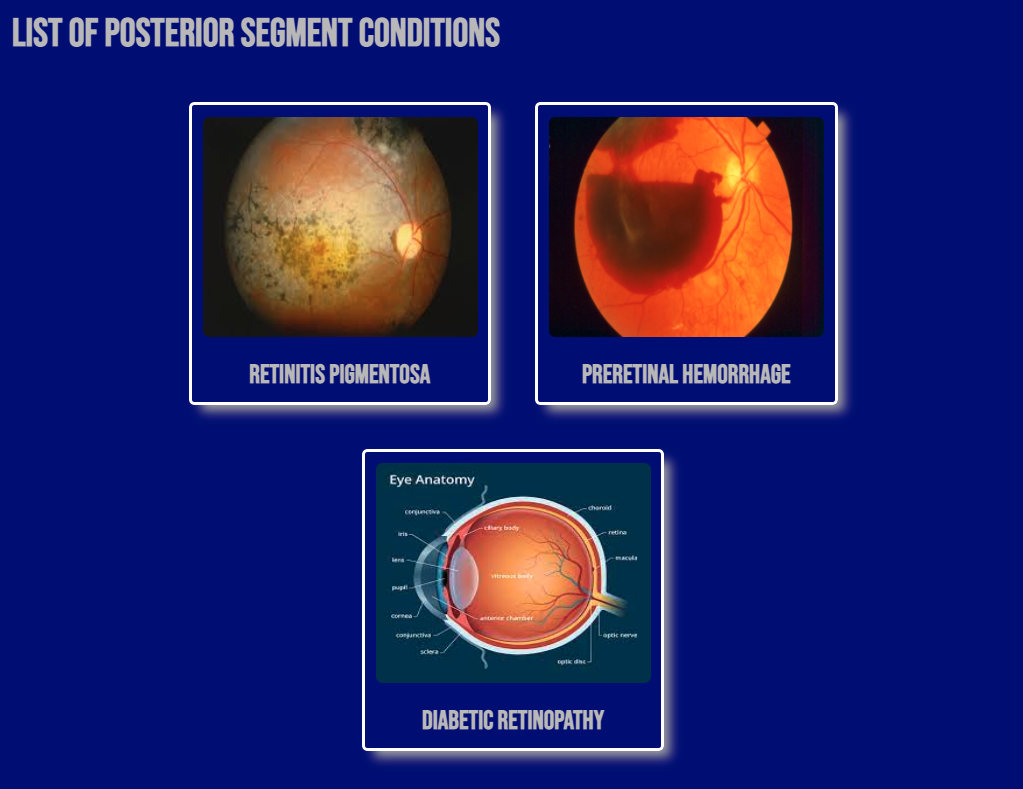 LIST OF POSTERIOR SEGMENT CONDITIONS
RETINITIS PIGMENTOSA
PRERETINAL HEMORRHAGE
Eye Anatomy
conjunctiva
choroid
ciliary body
iris
retina
lens
macula
vitreous body
pupil
cornea
anterior chamber
conjunctiva
optic nerve
sclera
optic disc
DIABETIC RETINOPATHY